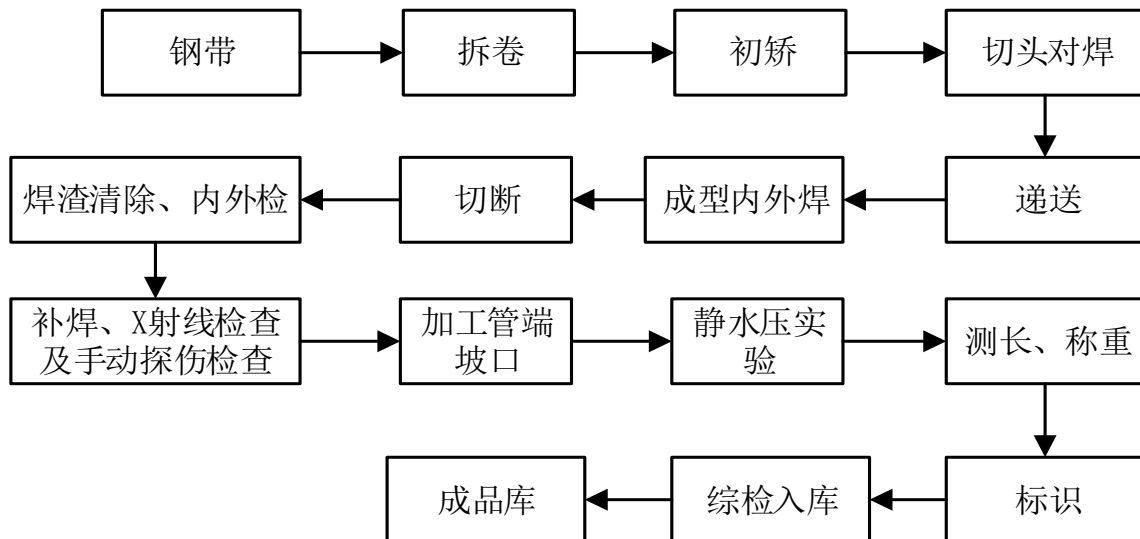 钢带
拆卷
初矫
切头对焊
焊渣清除、内外检
切断
成型内外焊
递送
补焊、X射线检查
及手动探伤检查
加工管端
坡口
静水压实
验
测长、称重
成品库
综检入库
标识